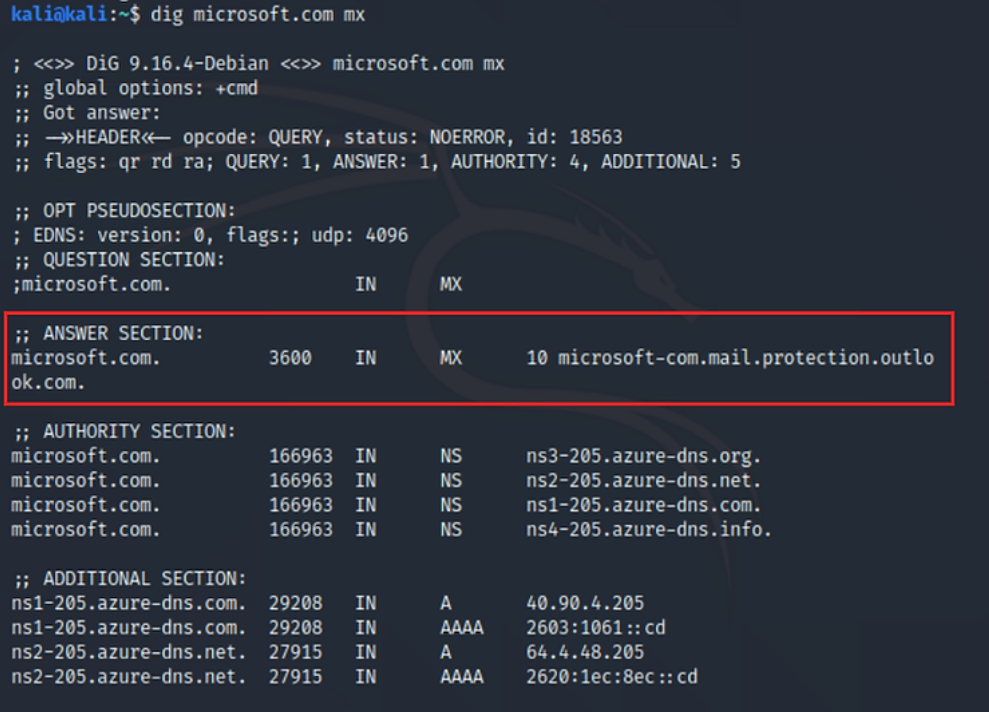 kali@kali:~$ dig microsoft.com mx
; <<>> DiG 9.16.4-Debian <<>> microsoft.com mx
;; global options: +cmd
;; Got answer:
;; ->>HEADER<<- opcode: QUERY, status: NOERROR, id: 18563
;; flags: qr rd ra; QUERY: 1, ANSWER: 1, AUTHORITY: 4, ADDITIONAL: 5
;; OPT PSEUDOSECTION:
; EDNS: version: 0, flags:; udp: 4096
;; QUESTION SECTION:
;microsoft.com. IN MX
;; ANSWER SECTION:
microsoft.com. 3600 IN MX 10 microsoft-com.mail.protection.outlo
ok.com.
;; AUTHORITY SECTION:
microsoft.com. 166963 IN NS ns3-205.azure-dns.org.
microsoft.com. 166963 IN NS ns2-205.azure-dns.net.
microsoft.com. 166963 IN NS ns1-205.azure-dns.com.
microsoft.com. 166963 IN NS ns4-205.azure-dns.info.
;; ADDITIONAL SECTION:
ns1-205.azure-dns.com. 29208 IN A 40.90.4.205
ns1-205.azure-dns.com. 29208 IN AAAA 2603:1061::cd
ns2-205.azure-dns.net. 27915 IN A 64.4.48.205
ns2-205.azure-dns.net. 27915 IN AAAA 2620:1ec:8ec::cd